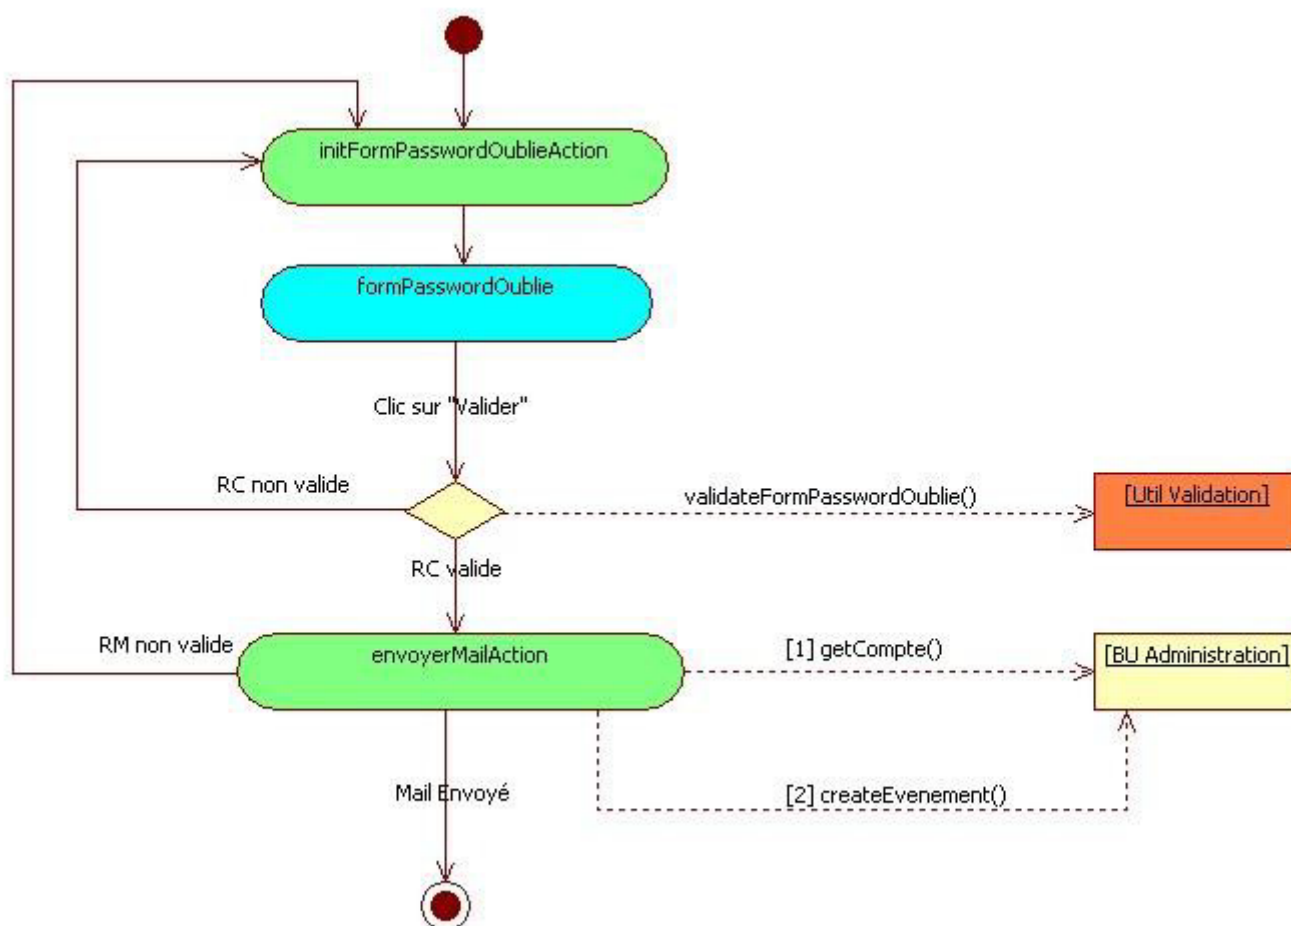 initFormPasswordOublieAction
formPasswordOublie
Clic sur "Valider"
RC non valide
validateFormPasswordOublie()
[Util Validation]
RC valide
RM non valide
envoyerMailAction
[1] getCompte()
[BU Administration]
Mail Envoyé
[2] createEvenement()